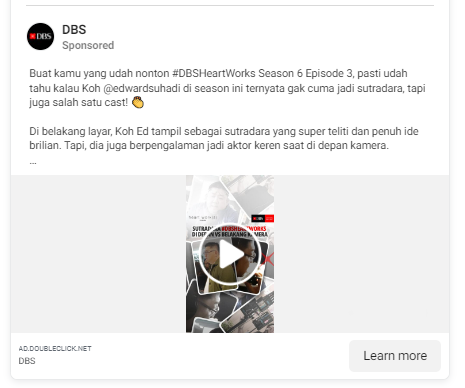 DBS
DBS
Sponsored
Buat kamu yang udah nonton #DBSHeartWorks Season 6 Episode 3, pasti udah
tahu kalau Koh @edwardsuhadi di season ini ternyata gak cuma jadi sutradara, tapi
juga salah satu cast! 👏
Di belakang layar, Koh Ed tampil sebagai sutradara yang super teliti dan penuh ide
brilian. Tapi, dia juga berpengalaman jadi aktor keren saat di depan kamera.
...
DBS
SUTRADARA #DBSHEARTWORKS
DI DEPAN VS BELAKANG KAMERA
AD.DOUBLECLICK.NET
DBS
Learn more